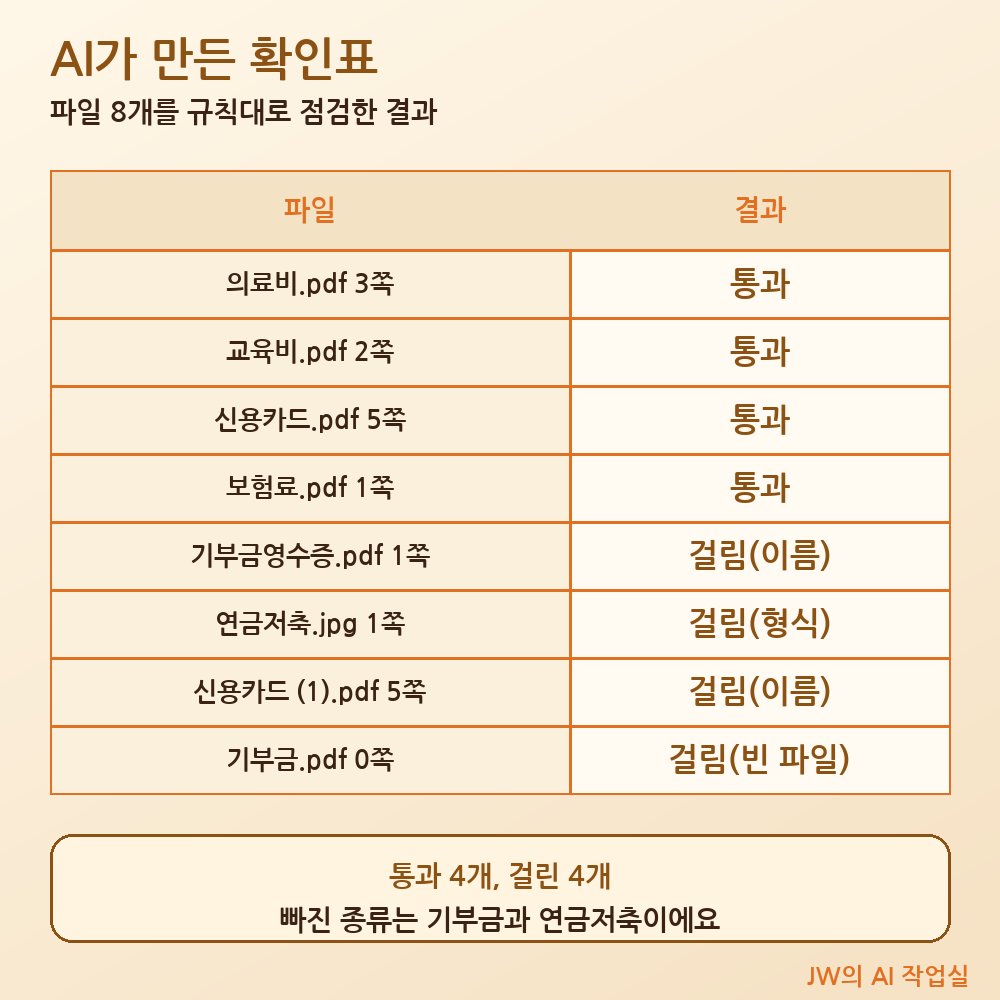 AI가 만든 확인표
파일 8개를 규칙대로 점검한 결과
파일 결과
의료비.pdf 3쪽 통과
교육비.pdf 2쪽 통과
신용카드.pdf 5쪽 통과
보험료.pdf 1쪽 통과
기부금영수증.pdf 1쪽 걸림(이름)
연금저축.jpg 1쪽 걸림(형식)
신용카드 (1).pdf 5쪽 걸림(이름)
기부금.pdf 0쪽 걸림(빈 파일)
통과 4개, 걸린 4개
빠진 종류는 기부금과 연금저축이에요
JW의 AI 작업실